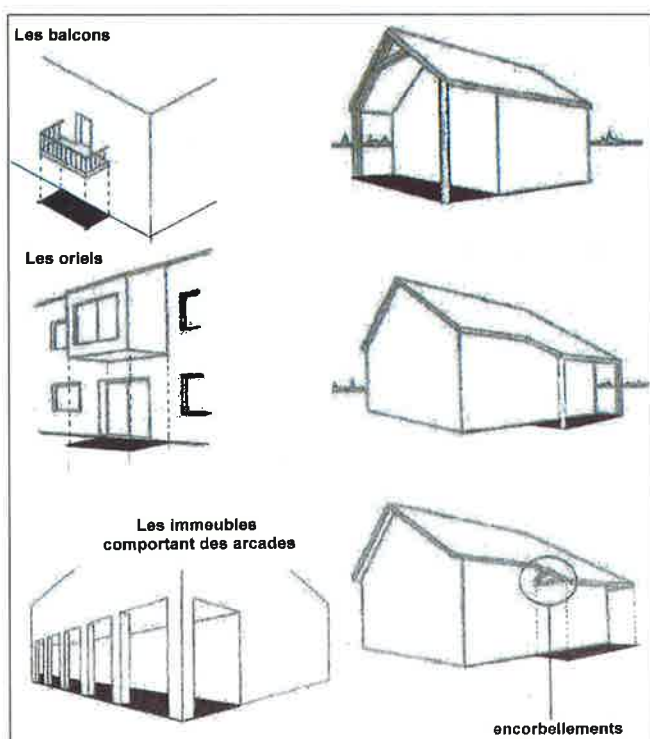 Les balcons
Les oriels
Les immeubles
comportant des arcades
encorbellements